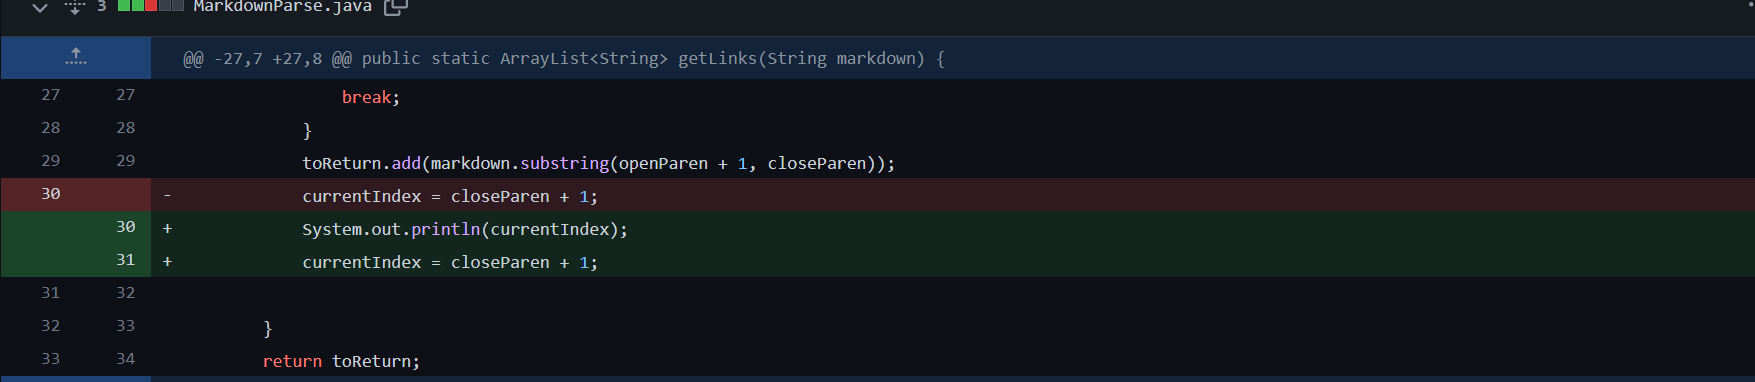 3 MarkdownParse.java
@@ -27,7 +27,8 @@ public static ArrayList<String> getLinks(String markdown) {
27 27 break;
28 28 }
29 29 toReturn.add(markdown.substring(openParen + 1, closeParen));
30 - currentIndex = closeParen + 1;
30 + System.out.println(currentIndex);
31 + currentIndex = closeParen + 1;
31 32
32 33 }
33 34 return toReturn;